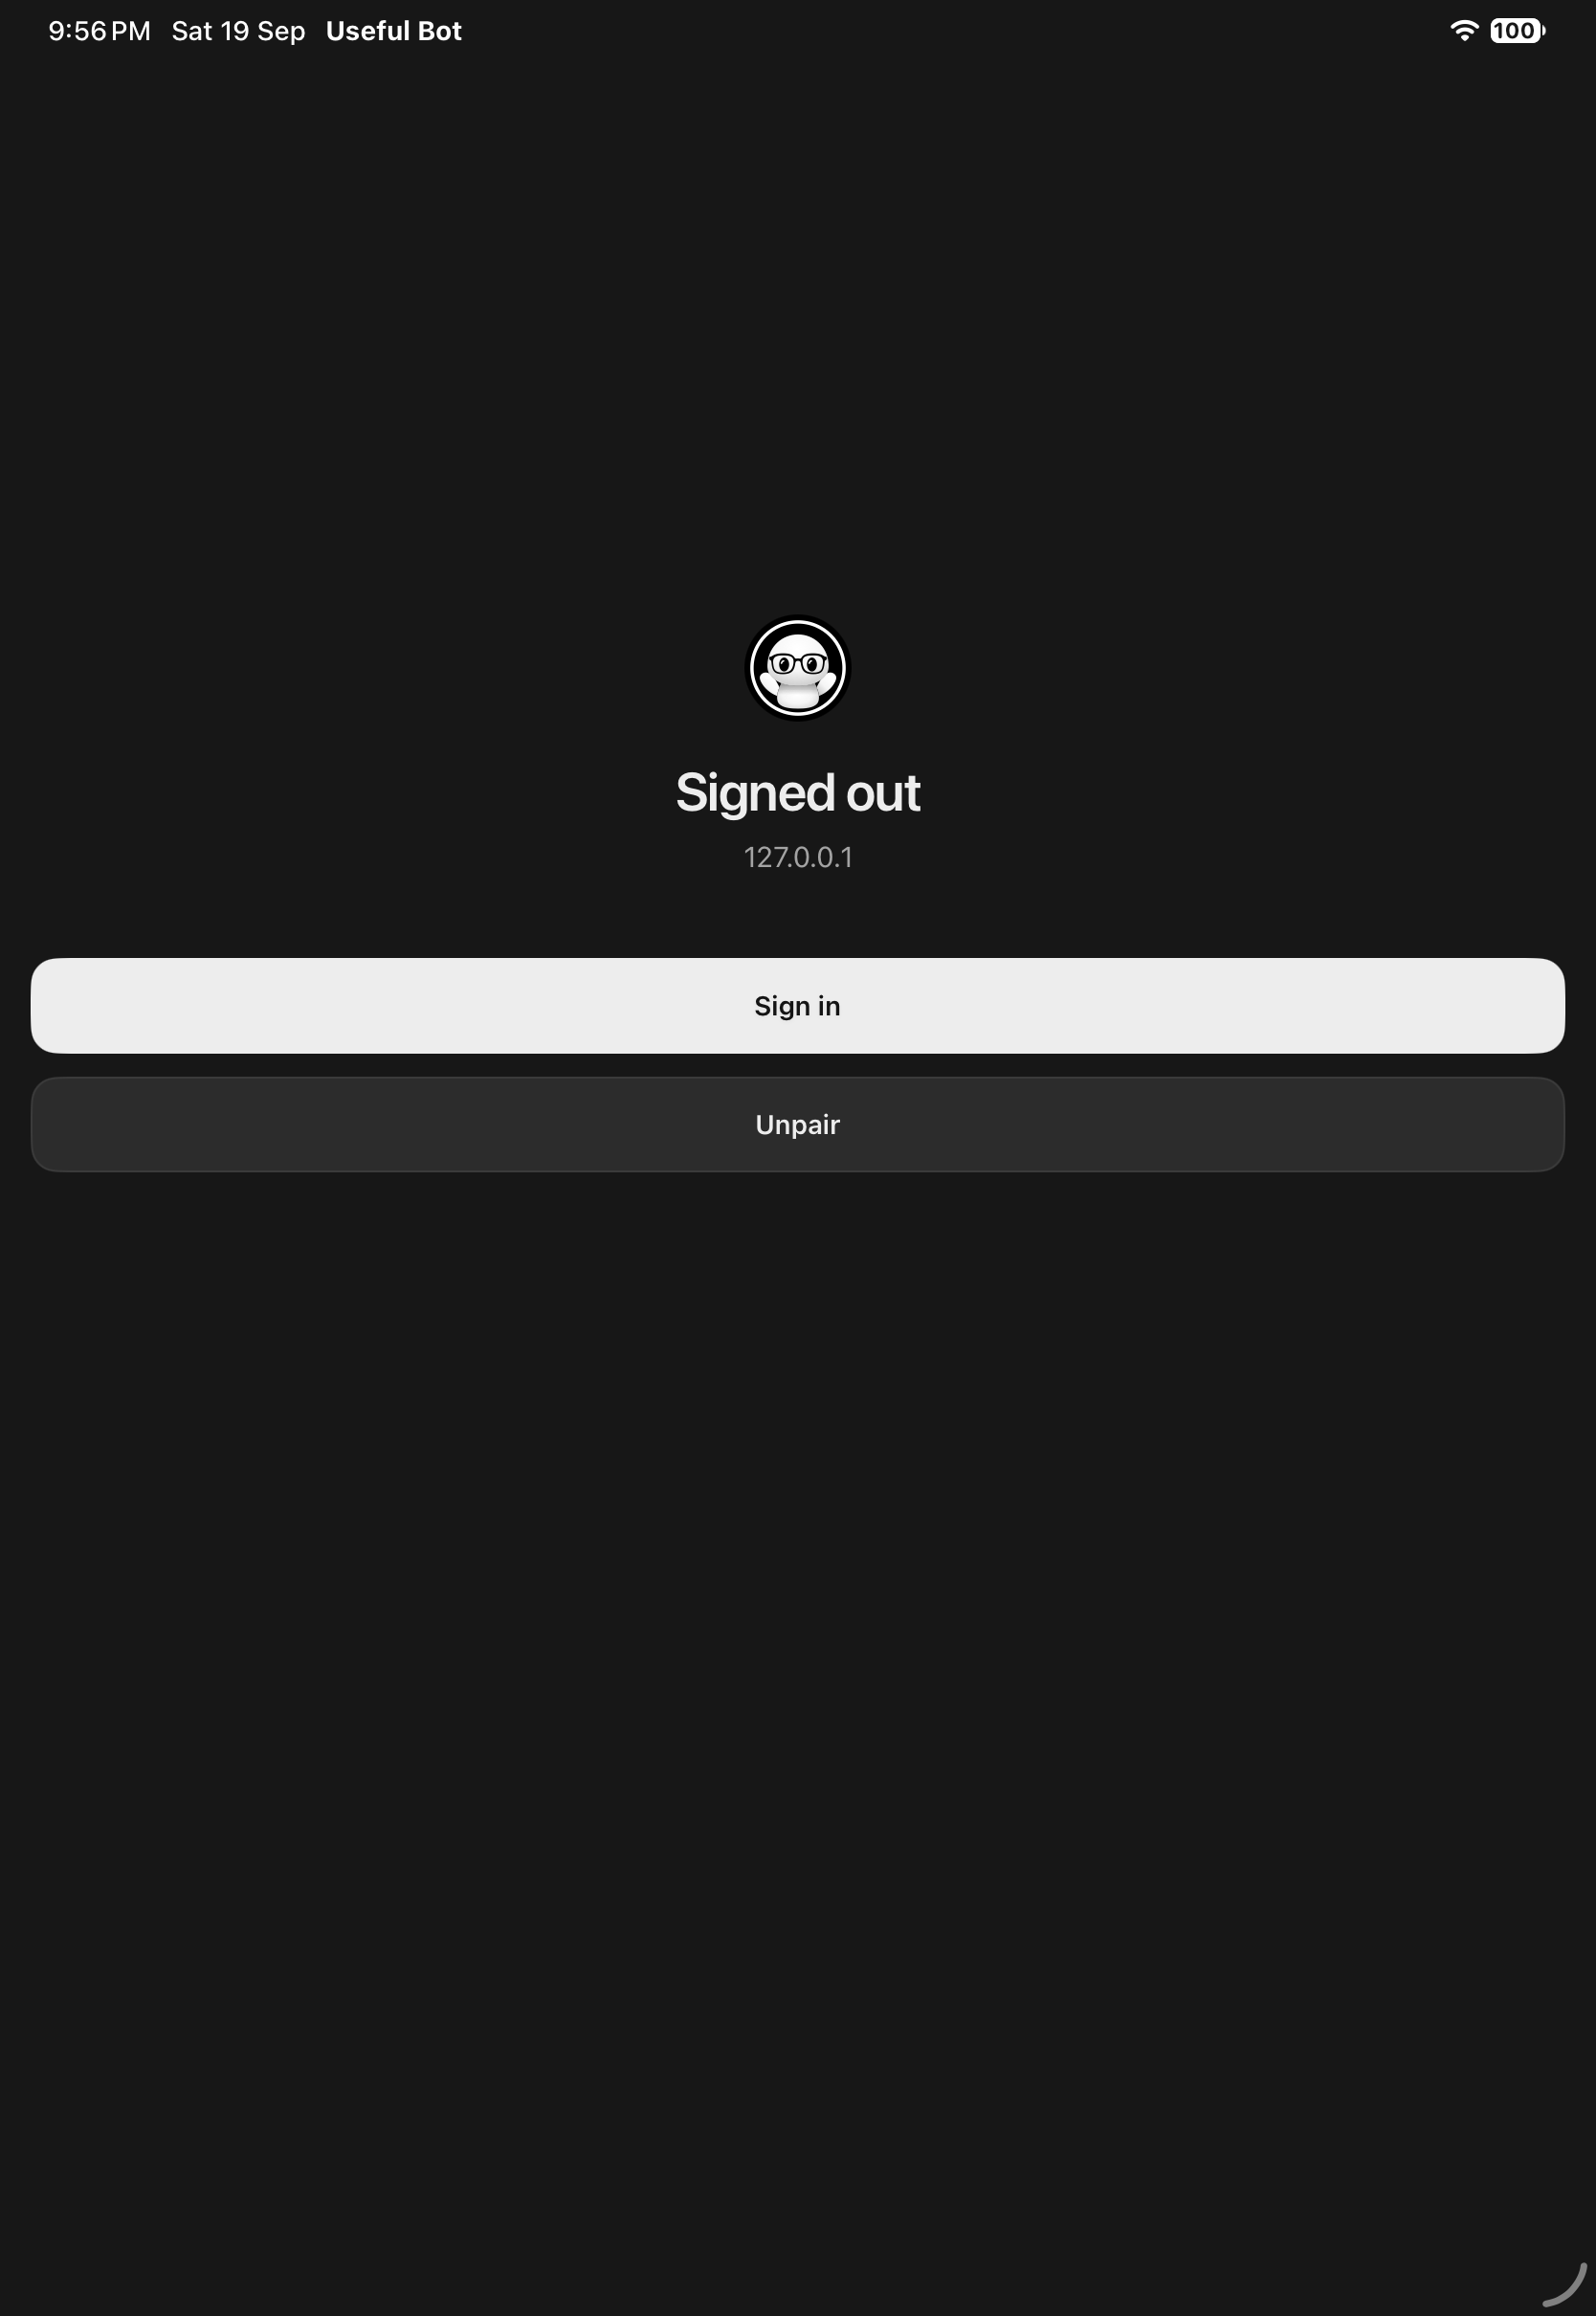 9:56 PM Sat 19 Sep Useful Bot 100
Signed out
127.0.0.1
Sign in
Unpair